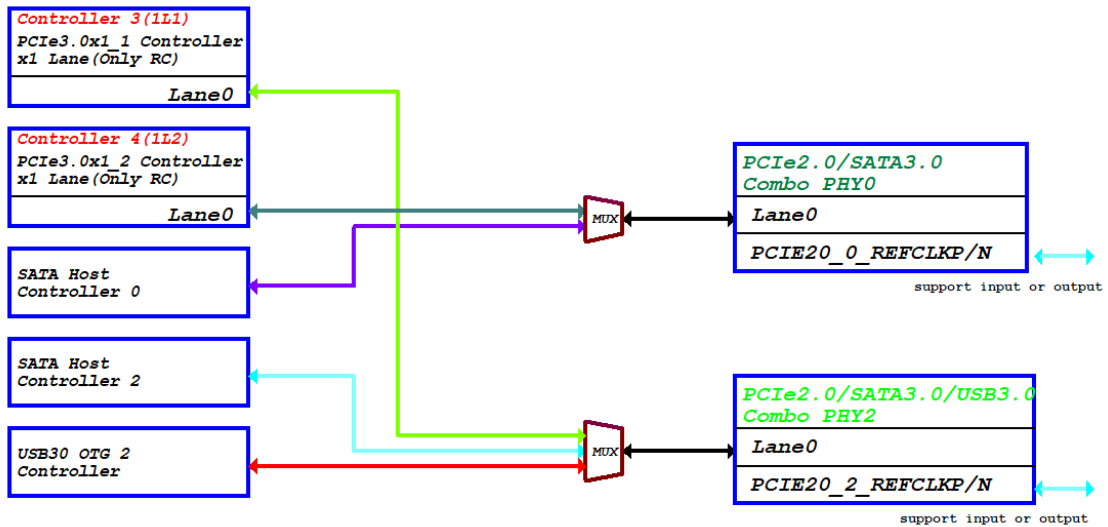 Controller 3(1L1)
PCIe3.0x1_1 Controller
x1 Lane(Only RC)
Lane0
Controller 4(1L2)
PCIe3.0x1_2 Controller
x1 Lane(Only RC)
Lane0
SATA Host
Controller 0
SATA Host
Controller 2
USB30 OTG 2
Controller
MUX
MUX
PCIe2.0/SATA3.0
Combo PHY0
Lane0
PCIE20_0_REFCLKP/N
support input or output
PCIe2.0/SATA3.0/USB3.0
Combo PHY2
Lane0
PCIE20_2_REFCLKP/N
support input or output